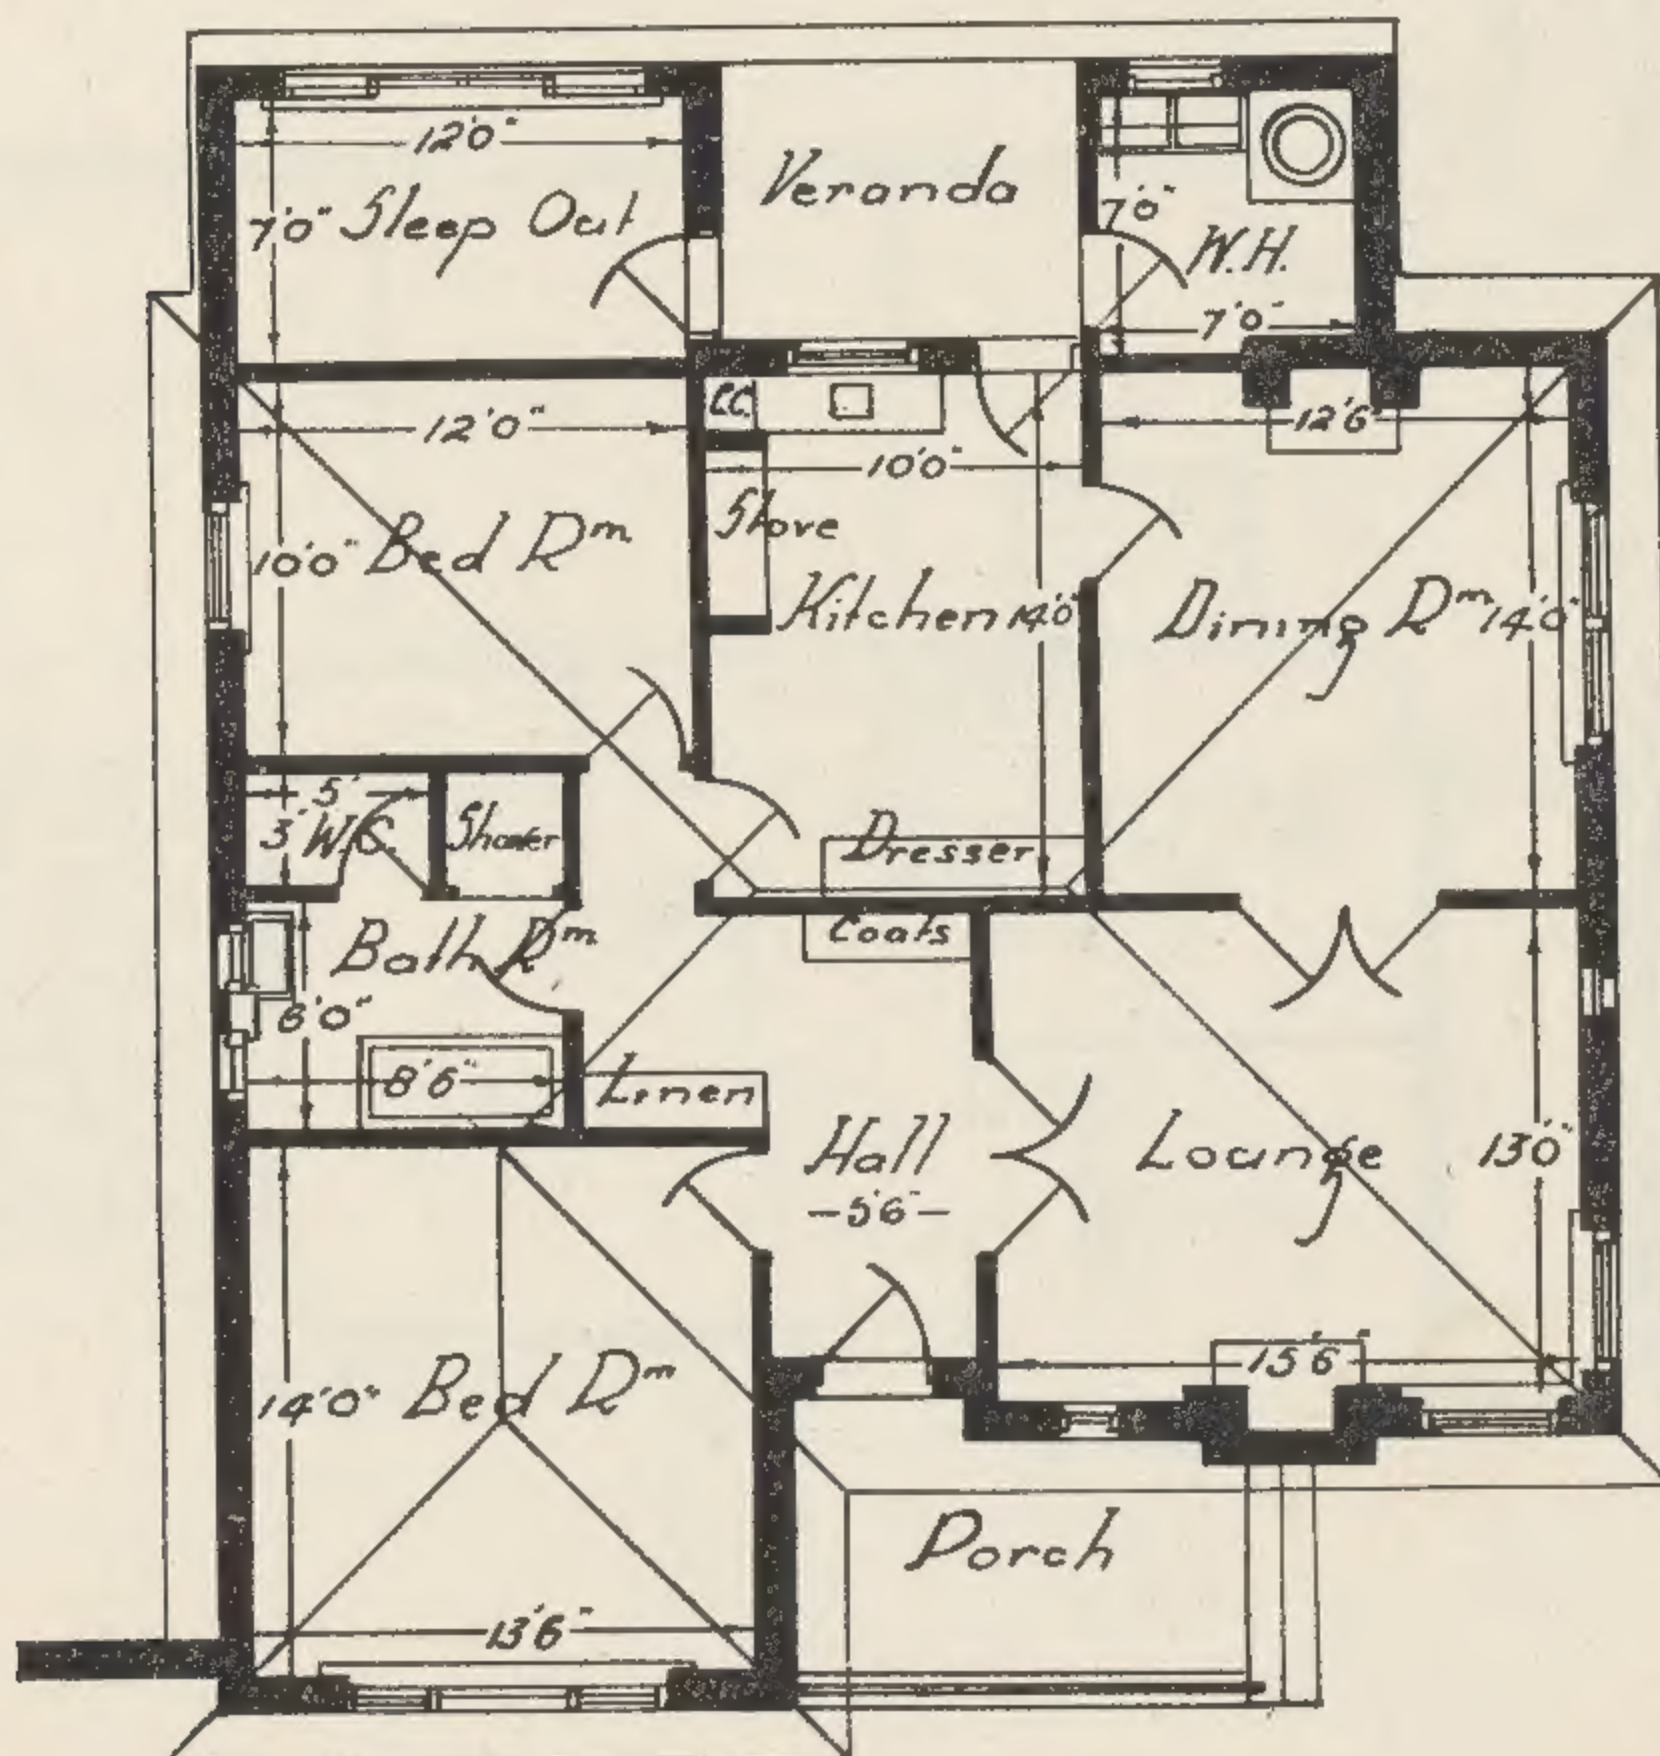 12'0"
7'0" Sleep Out
Veranda
7'0"
W.H.
7'0"
12'0"
C.C.
10'0"
12'6"
Stove
10'0" Bed Rm
Kitchen 14'0"
Dining Rm 14'0"
5'
3' W.C.
Shower
Dresser
Coats
Bath Rm
6'0"
8'6"
Linen
Hall
5'6"
Lounge 13'0"
15'6"
14'0" Bed Rm
Porch
13'6"